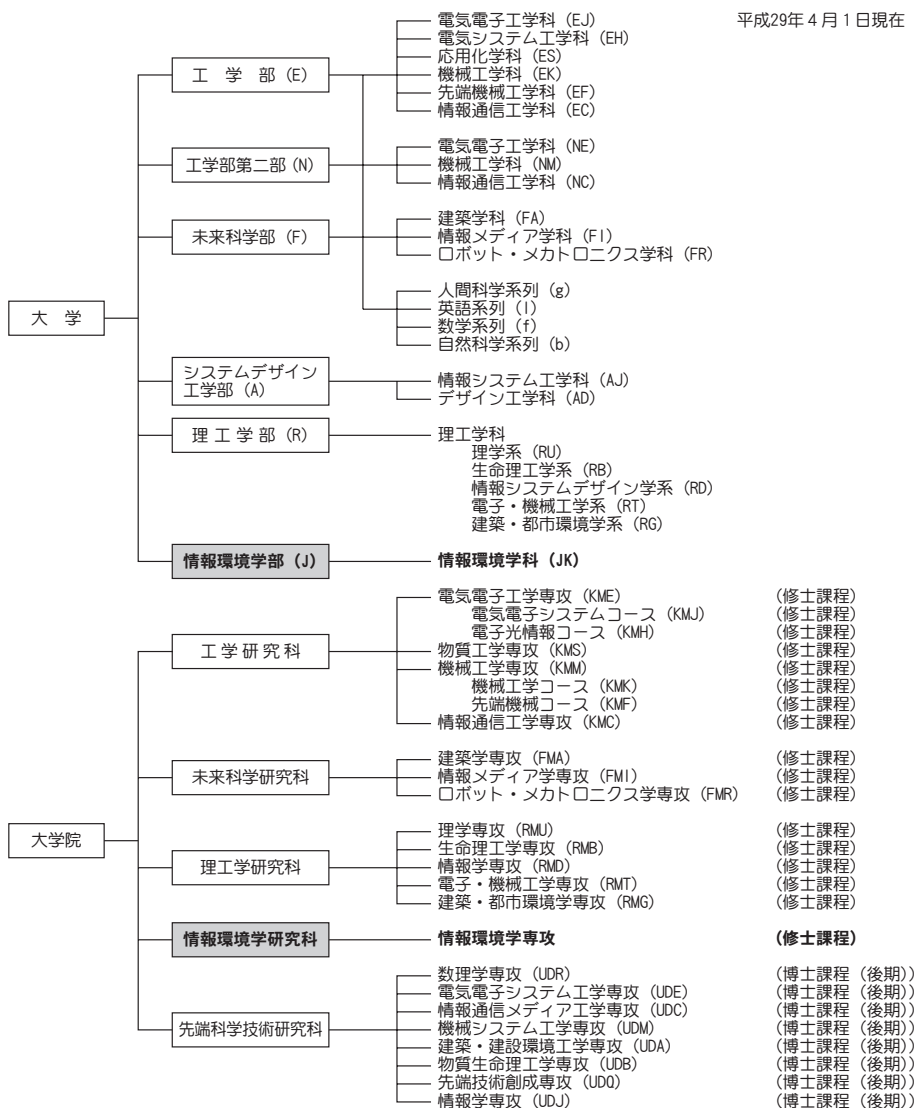 平成29年4月1日現在
大 学
工 学 部(E)
電気電子工学科(EJ)
電気システム工学科(EH)
応用化学科(ES)
機械工学科(EK)
先端機械工学科(EF)
情報通信工学科(EC)
工学部第二部(N)
電気電子工学科(NE)
機械工学科(NM)
情報通信工学科(NC)
未来科学部(F)
建築学科(FA)
情報メディア学科(FI)
ロボット・メカトロニクス学科(FR)
人間科学系列(g)
英語系列(l)
数学系列(f)
自然科学系列(b)
システムデザイン
工学部(A)
情報システム工学科(AJ)
デザイン工学科(AD)
理 工 学 部(R)
理工学科
理学系(RU)
生命理工学系(RB)
情報システムデザイン学系(RD)
電子・機械工学系(RT)
建築・都市環境学系(RG)
情報環境学部(J)
情報環境学科(JK)
大学院
工 学 研 究 科
電気電子工学専攻(KME) (修士課程)
電気電子システムコース(KMJ) (修士課程)
電子光情報コース(KMH) (修士課程)
物質工学専攻(KMS) (修士課程)
機械工学専攻(KMM) (修士課程)
機械工学コース(KMK) (修士課程)
先端機械コース(KMF) (修士課程)
情報通信工学専攻(KMC) (修士課程)
未来科学研究科
建築学専攻(FMA) (修士課程)
情報メディア学専攻(FMI) (修士課程)
ロボット・メカトロニクス学専攻(FMR) (修士課程)
理工学研究科
理学専攻(RMU) (修士課程)
生命理工学専攻(RMB) (修士課程)
情報学専攻(RMD) (修士課程)
電子・機械工学専攻(RMT) (修士課程)
建築・都市環境学専攻(RMG) (修士課程)
情報環境学研究科
情報環境学専攻 (修士課程)
先端科学技術研究科
数理学専攻(UDR) (博士課程(後期))
電気電子システム工学専攻(UDE) (博士課程(後期))
情報通信メディア工学専攻(UDC) (博士課程(後期))
機械システム工学専攻(UDM) (博士課程(後期))
建築・建設環境工学専攻(UDA) (博士課程(後期))
物質生命理工学専攻(UDB) (博士課程(後期))
先端技術創成専攻(UDQ) (博士課程(後期))
情報学専攻(UDJ) (博士課程(後期))